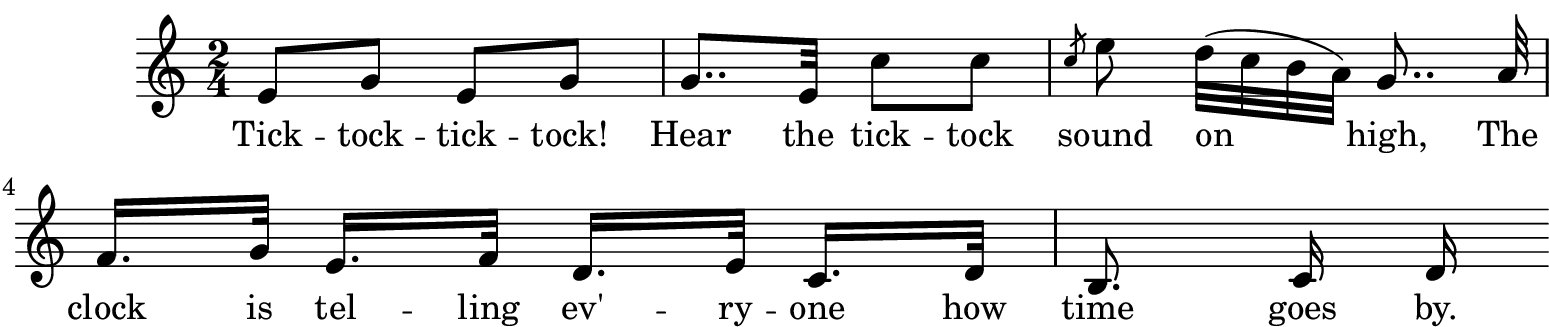 2
4
Tick -- tock -- tick -- tock! Hear the tick -- tock sound on high, The
4
clock is tel -- ling ev' -- ry -- one how time goes by.